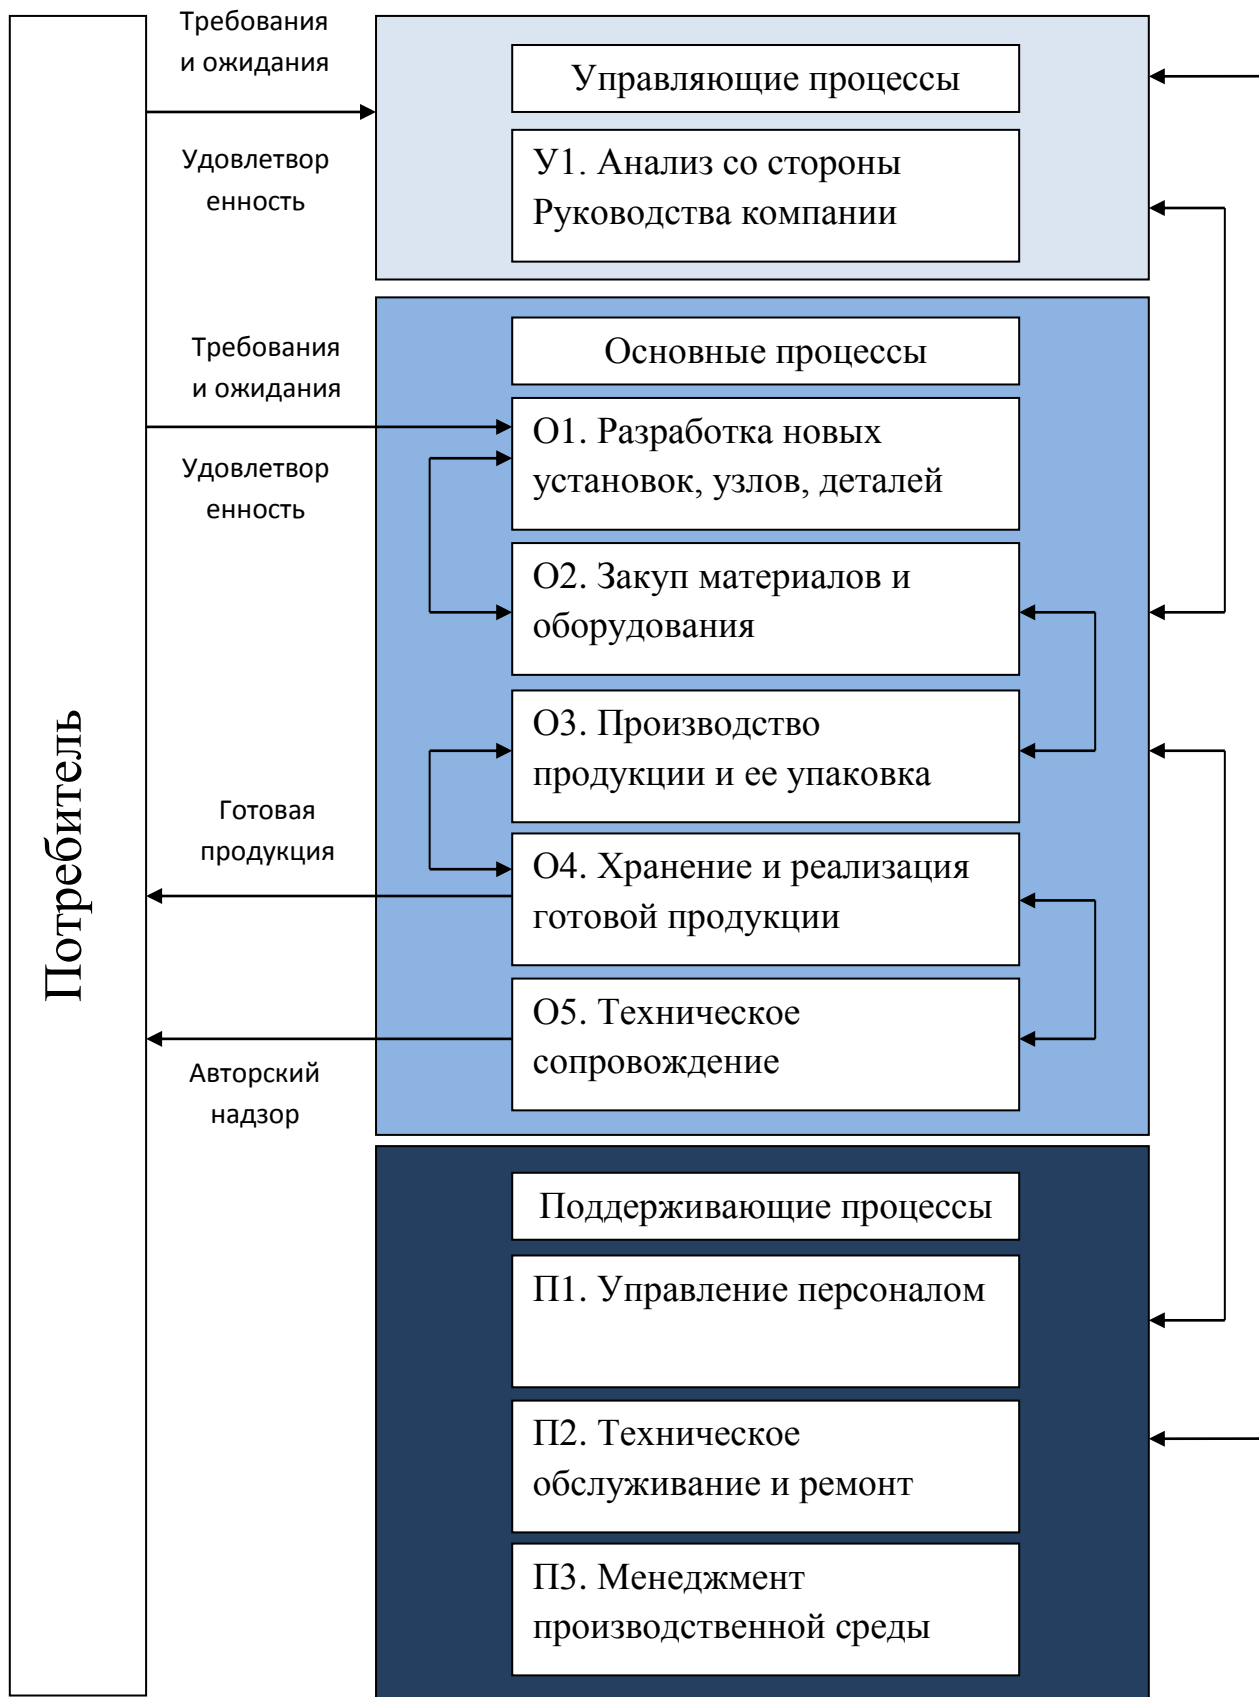 Потребитель
Требования
и ожидания
Удовлетвор
енность
Управляющие процессы
У1. Анализ со стороны
Руководства компании
Требования
и ожидания
Удовлетвор
енность
Основные процессы
О1. Разработка новых
установок, узлов, деталей
О2. Закуп материалов и
оборудования
О3. Производство
продукции и ее упаковка
Готовая
продукция
О4. Хранение и реализация
готовой продукции
О5. Техническое
сопровождение
Авторский
надзор
Поддерживающие процессы
П1. Управление персоналом
П2. Техническое
обслуживание и ремонт
П3. Менеджмент
производственной среды